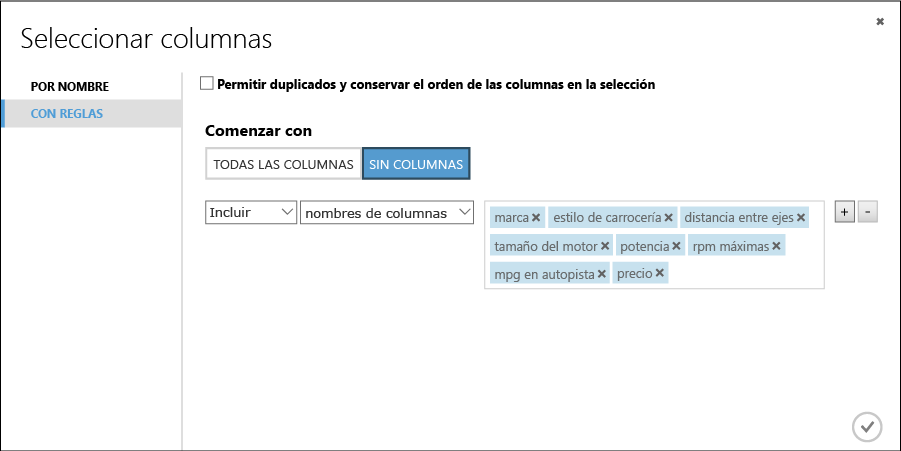 Seleccionar columnas
POR NOMBRE
CON REGLAS
Permitir duplicados y conservar el orden de las columnas en la selección
Comenzar con
TODAS LAS COLUMNAS SIN COLUMNAS
Incluir nombres de columnas
marca estilo de carrocería distancia entre ejes
tamaño del motor potencia rpm máximas
mpg en autopista precio